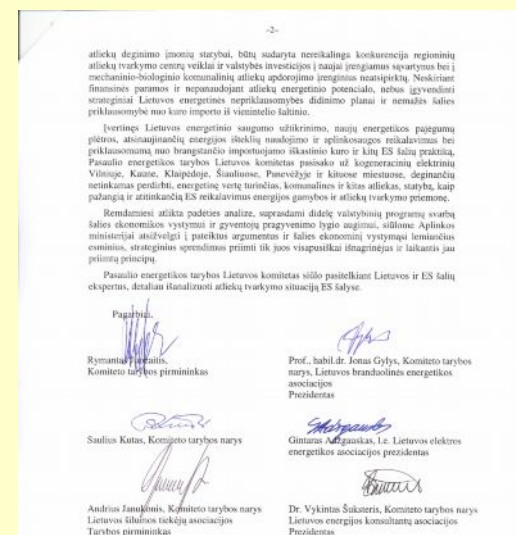 -2-
atliekų deginimo įmonių statybai, būtų sudaryta nereikalinga konkurencija regioninių
atliekų tvarkymo centrų veiklai ir valstybės investicijos į naujai įrengiamus sąvartynus bei į
mechaninio-biologinio komunalinių atliekų apdorojimo įrenginius neatsipirktų. Neskiriant
finansinės paramos ir nepanaudojant atliekų energetinio potencialo, nebus įgyvendinti
strateginiai Lietuvos energetinės nepriklausomybės didinimo planai ir nemažės šalies
priklausomybė nuo kuro importo iš vienintelio šaltinio.
Įvertinęs Lietuvos energetinio saugumo užtikrinimo, naujų energetikos pajėgumų
plėtros, atsinaujinančių energijos išteklių naudojimo ir aplinkosaugos reikalavimus bei
priklausomumą nuo brangstančio importuojamo iškastinio kuro ir kitų ES šalių praktiką,
Pasaulio energetikos tarybos Lietuvos komitetas pasisako už kogeneracinių elektrinių
Vilniuje, Kaune, Klaipėdoje, Šiauliuose, Panevėžyje ir kituose miestuose, deginančių
netinkamas perdirbti, energetinę vertę turinčias, komunalines ir kitas atliekas, statybą, kaip
pažangią ir atitinkančią ES reikalavimus energijos gamybos ir atliekų tvarkymo priemonę.
Remdamiesi atlikta padėties analize, suprasdami didelę valstybinių programų svarbą
šalies ekonomikos vystymui ir gyventojų pragyvenimo lygio augimui, siūlome Aplinkos
ministerijai atsižvelgti į pateiktus argumentus ir šalies ekonominį vystymąsi lemiančius
esminius, strateginius sprendimus priimti tik juos visapusiškai išnagrinėjus ir laikantis jau
priimtų principų.
Pasaulio energetikos tarybos Lietuvos komitetas siūlo pasitelkiant Lietuvos ir ES šalių
ekspertus, detaliau išanalizuoti atliekų tvarkymo situaciją ES šalyse.
Pagarbiai,
Rymantas
Komiteto tarybos pirmininkas
Prof., habil.dr. Jonas Gylys, Komiteto tarybos
narys, Lietuvos branduolinės energetikos
asociacijos
Prezidentas
Saulius Kutas, Komiteto tarybos narys
Gintaras Adžgauskas, l.e. Lietuvos elektros
energetikos asociacijos prezidentas
Andrius Janukonis, Komiteto tarybos narys
Lietuvos šilumos tiekėjų asociacijos
Tarybos pirmininkas
Dr. Vykintas Šuksteris, Komiteto tarybos narys
Lietuvos energijos konsultantų asociacijos
Prezidentas